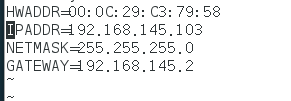 HWADDR=00:0C:29:C3:79:58
IPADDR=192.168.145.103
NETMASK=255.255.255.0
GATEWAY=192.168.145.2
~
~